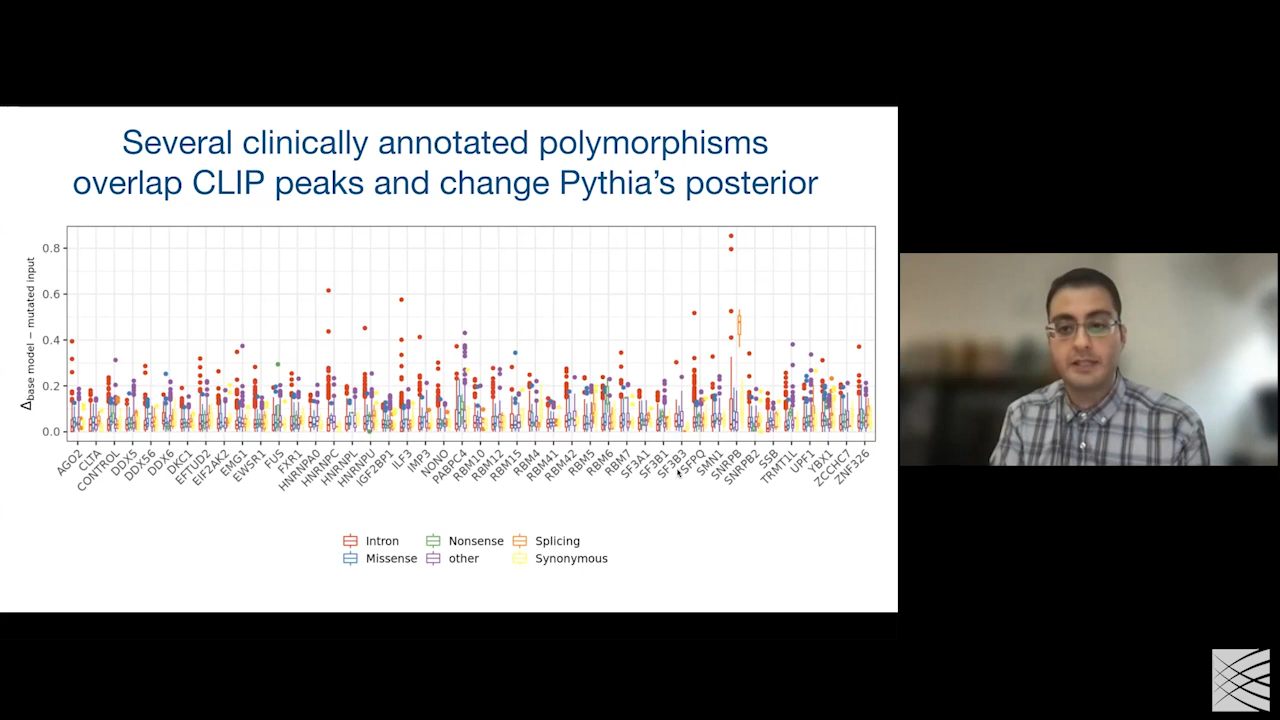 Several clinically annotated polymorphisms
overlap CLIP peaks and change Pythia's posterior
Δbase model − mutated input
0.8
0.6
0.4
0.2
0.0
AGO2
CLTA
CONTROL
DDX5
DDX56
DDX6
DKC1
EFTUD2
EIF2AK2
EMG1
EWSR1
FUS
FXR1
HNRNPA0
HNRNPC
HNRNPL
HNRNPU
IGF2BP1
ILF3
IMP3
NONO
PABPC4
RBM10
RBM12
RBM15
RBM4
RBM41
RBM42
RBM5
RBM6
RBM7
SF3A1
SF3B1
SF3B3
SFPQ
SMN1
SNRPB
SNRPB2
SSB
TRMT1L
UPF1
YBX1
ZCCHC7
ZNF326
Intron
Nonsense
Splicing
Missense
other
Synonymous